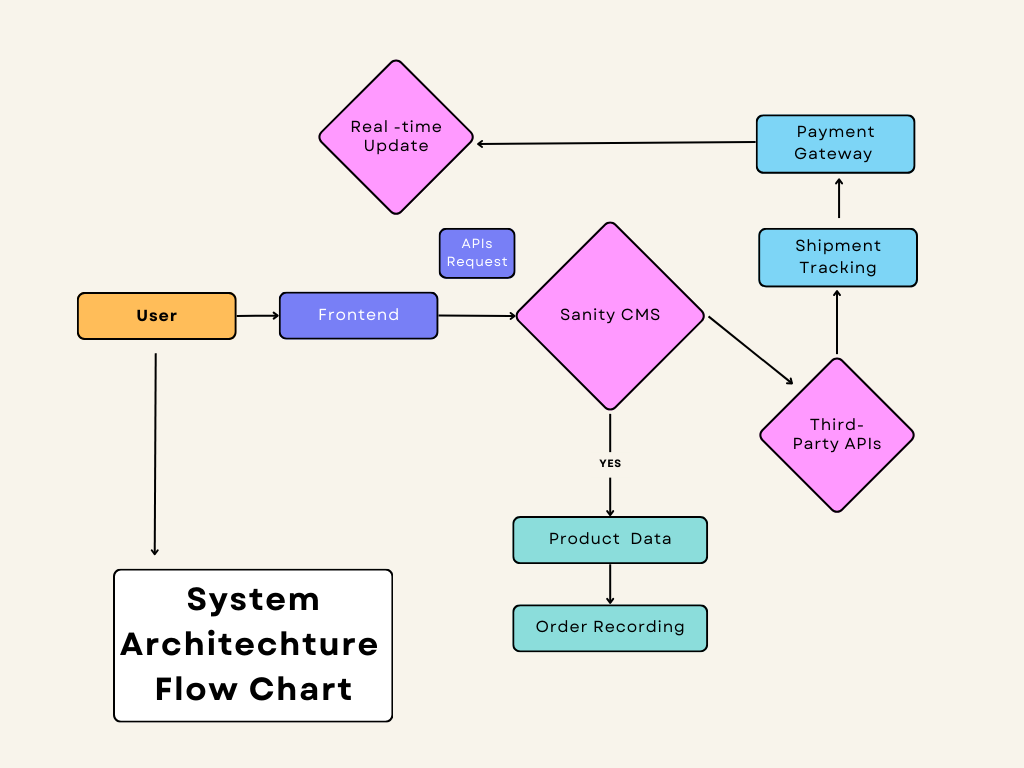 Real -time
Update
Payment
Gateway
APIs
Request
Shipment
Tracking
User
Frontend
Sanity CMS
Third-
Party APIs
YES
Product  Data
Order Recording
System
Architechture
Flow Chart